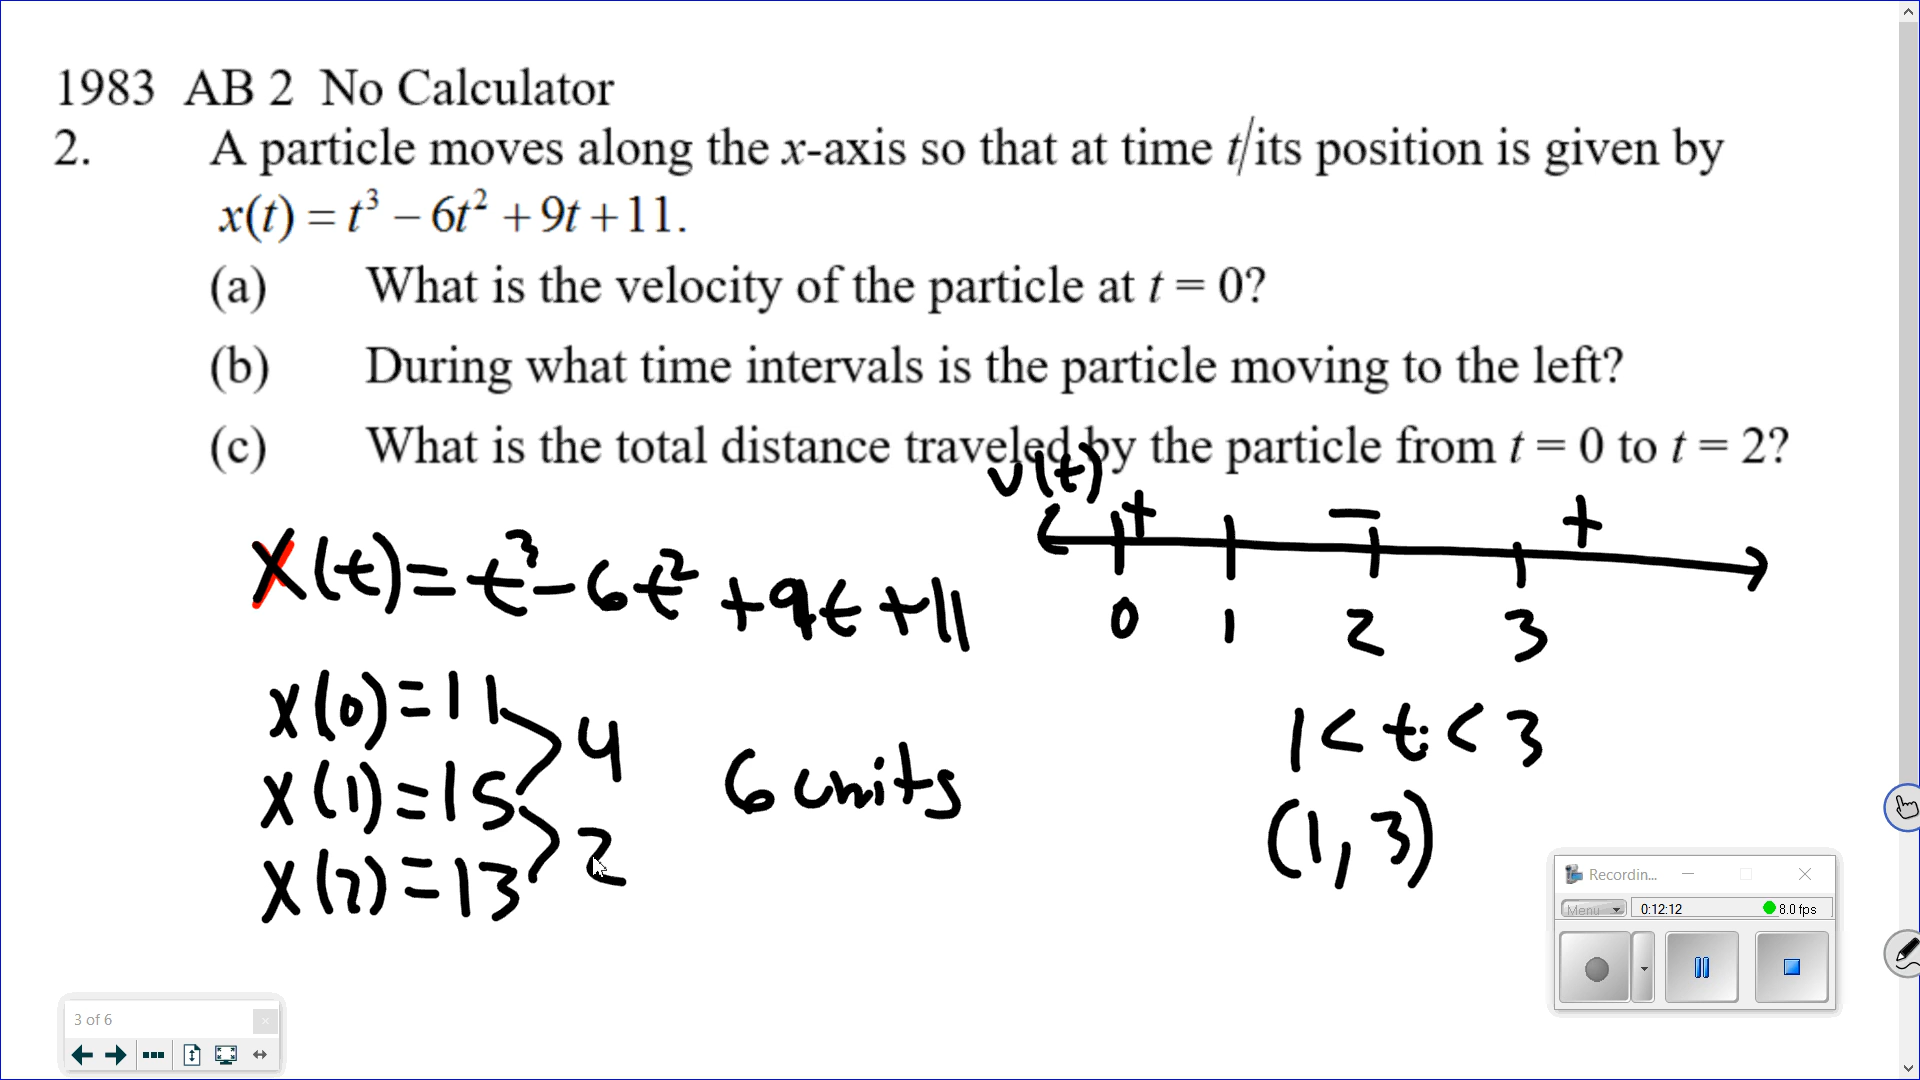 1983 AB 2 No Calculator
2. A particle moves along the x-axis so that at time t its position is given by
x(t) = t³ – 6t² + 9t + 11.
(a) What is the velocity of the particle at t = 0?
(b) During what time intervals is the particle moving to the left?
(c) What is the total distance traveled by the particle from t = 0 to t = 2?
v(t)
+ – +
0 1 2 3
x(t) = t³ – 6t² + 9t + 11
x(0) = 11
4
x(1) = 15
2
x(2) = 13
6 units
1 < t < 3
(1, 3)
Recordin...
Menu 0:12:12 8.0 fps
3 of 6